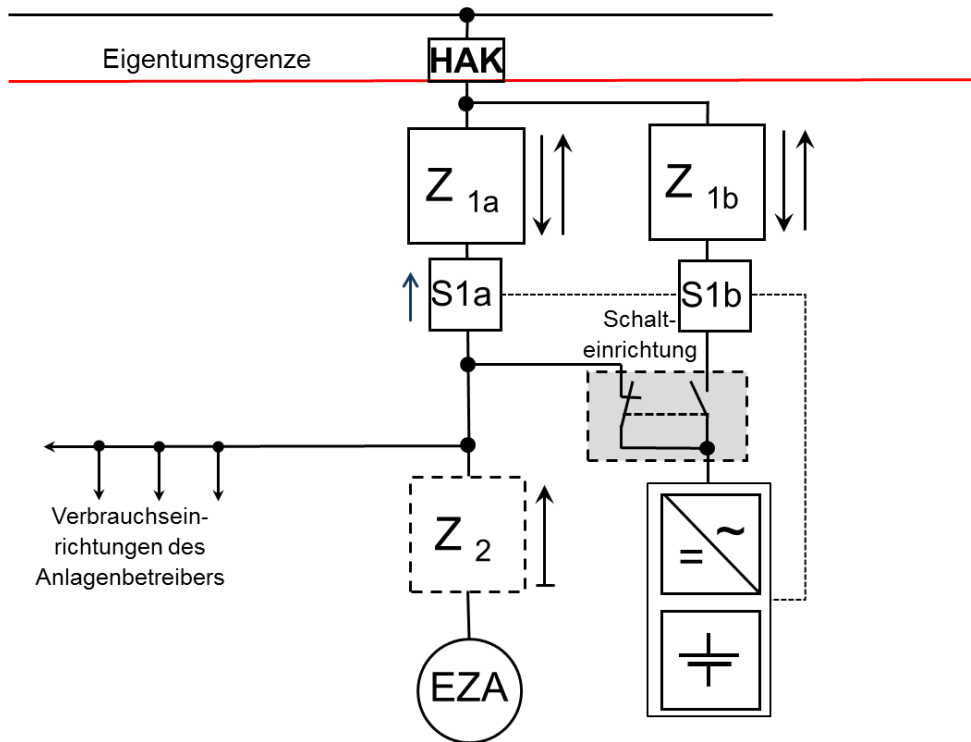 Eigentumsgrenze
HAK
Z 1a
Z 1b
S1a
S1b
Schalt-
einrichtung
Verbrauchsein-
richtungen des
Anlagenbetreibers
Z 2
~
=
EZA